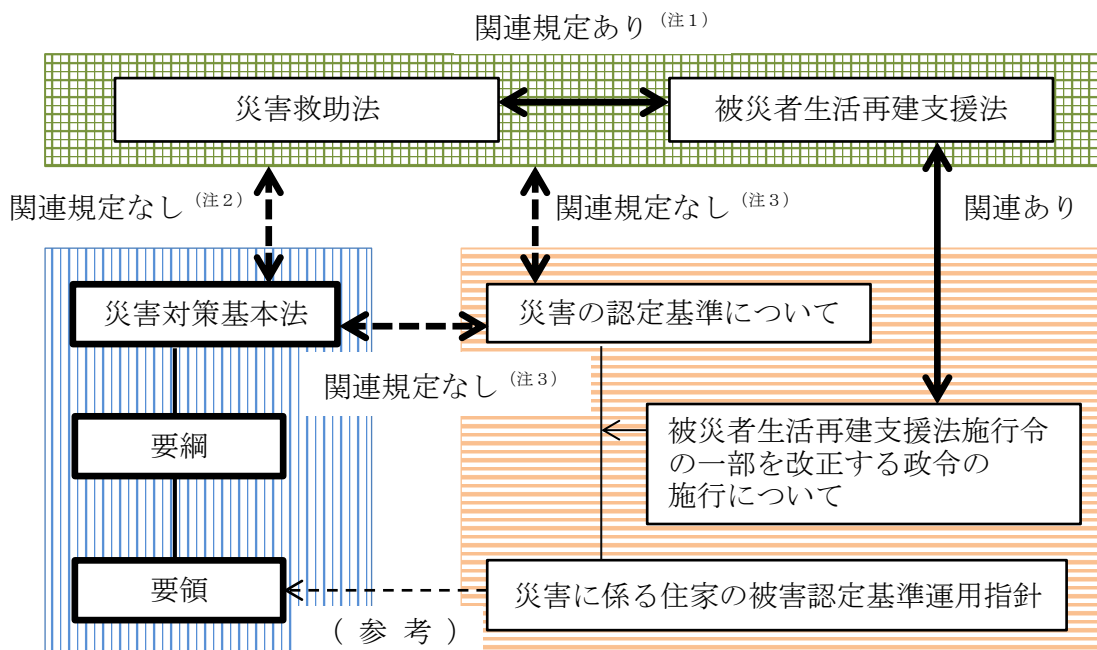 関連規定あり（注１）
災害救助法
被災者生活再建支援法
関連規定なし（注２）
関連規定なし（注３）
関連あり
災害対策基本法
災害の認定基準について
関連規定なし（注３）
要綱
被災者生活再建支援法施行令
の一部を改正する政令の
施行について
要領
災害に係る住家の被害認定基準運用指針
（参考）